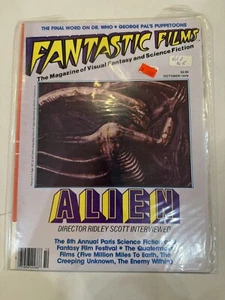 THE FINAL WORD ON DR. WHO • GEORGE PAL'S PUPPETOONS
FANTASTIC FILMS
The Magazine of Visual Fantasy and Science Fiction
OCTOBER 1979
ALIEN
DIRECTOR RIDLEY SCOTT INTERVIEWED
The 8th Annual Paris Science Fiction &
Fantasy Film Festival • The Quatermass
Films (Five Million Miles To Earth, The
Creeping Unknown, The Enemy Within)